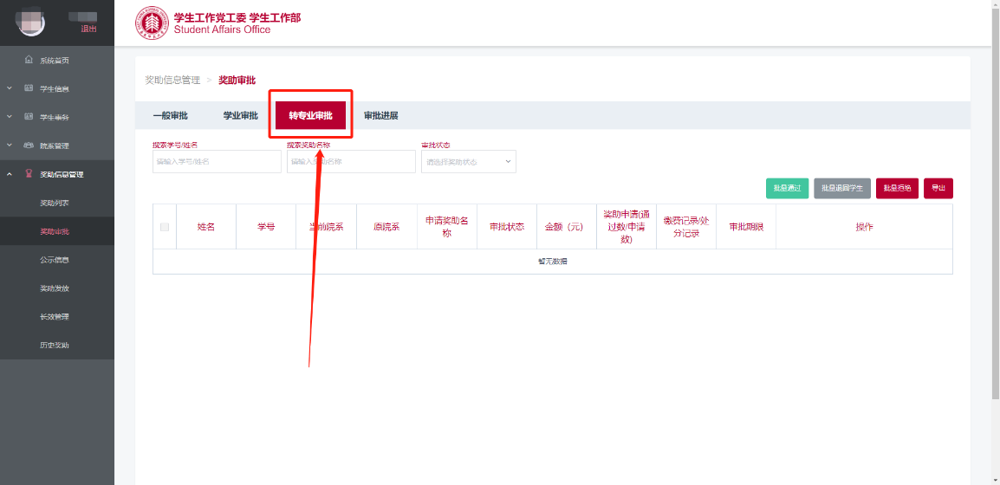 退出
学生工作党工委 学生工作部
Student Affairs Office
系统首页
学生信息
学生事务
院系管理
奖助信息管理
奖助列表
奖助审批
公示信息
奖助发放
长效管理
历史奖助
奖助信息管理 > 奖助审批
一般审批 学业审批 转专业审批 审批进展
搜索学号/姓名 搜索奖助名称 审批状态
请输入学号/姓名 请输入奖助名称 请选择奖助状态
批量通过 批量退回学生 批量拒绝 导出
姓名 学号 当前院系 原院系 申请奖助名称 审批状态 金额（元） 奖助申请(通过数/申请数) 缴费记录/处分记录 审批期限 操作
暂无数据